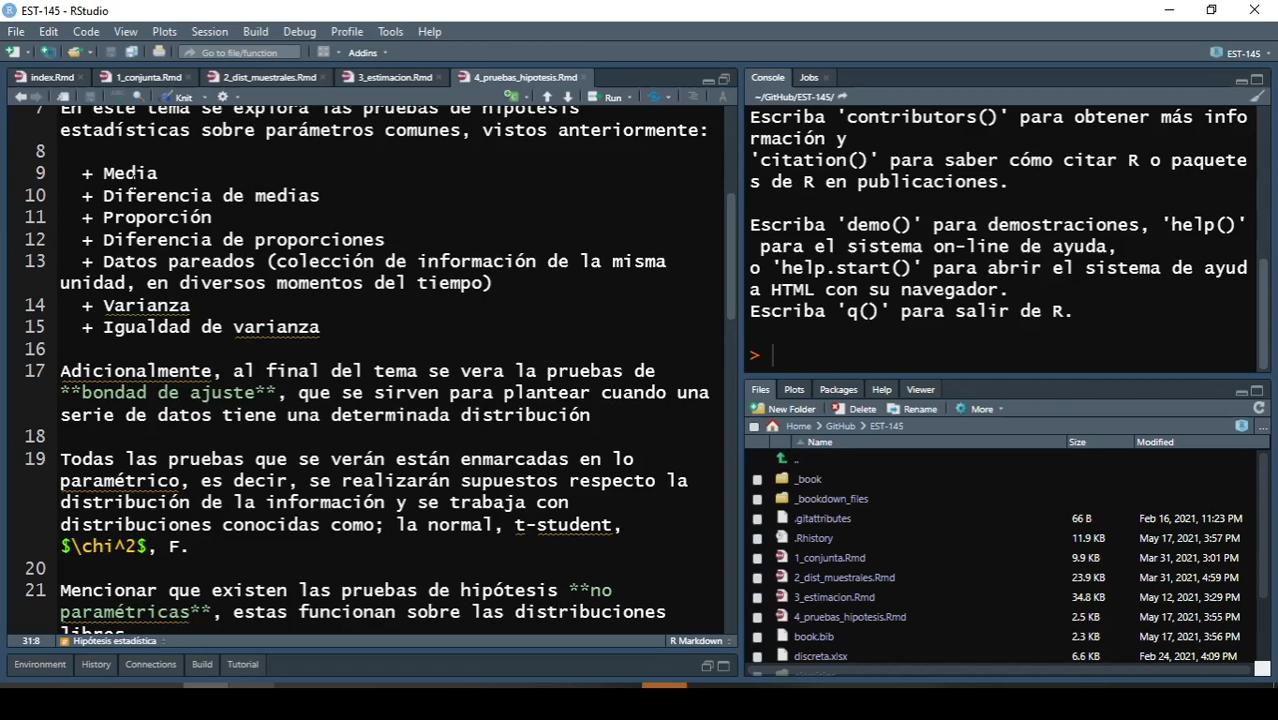 EST-145 - RStudio
File Edit Code View Plots Session Build Debug Profile Tools Help
Go to file/function Addins EST-145
index.Rmd 1_conjunta.Rmd 2_dist_muestrales.Rmd 3_estimacion.Rmd 4_pruebas_hipotesis.Rmd
Knit Run
7 En este tema se explora las pruebas de hipótesis
estadísticas sobre parámetros comunes, vistos anteriormente:
8
9 + Media
10 + Diferencia de medias
11 + Proporción
12 + Diferencia de proporciones
13 + Datos pareados (colección de información de la misma
unidad, en diversos momentos del tiempo)
14 + Varianza
15 + Igualdad de varianza
16
17 Adicionalmente, al final del tema se vera la pruebas de
**bondad de ajuste**, que se sirven para plantear cuando una
serie de datos tiene una determinada distribución
18
19 Todas las pruebas que se verán están enmarcadas en lo
paramétrico, es decir, se realizarán supuestos respecto la
distribución de la información y se trabaja con
distribuciones conocidas como; la normal, t-student,
$\chi^2$, F.
20
21 Mencionar que existen las pruebas de hipótesis **no
paramétricas**, estas funcionan sobre las distribuciones
libres
31:8 Hipótesis estadística R Markdown
Environment History Connections Build Tutorial
Console Jobs
~/GitHub/EST-145/
Escriba 'contributors()' para obtener más info
rmación y
'citation()' para saber cómo citar R o paquete
s de R en publicaciones.
Escriba 'demo()' para demostraciones, 'help()'
para el sistema on-line de ayuda,
o 'help.start()' para abrir el sistema de ayud
a HTML con su navegador.
Escriba 'q()' para salir de R.
>
Files Plots Packages Help Viewer
New Folder Delete Rename More
Home GitHub EST-145 ...
Name Size Modified
..
_book
_bookdown_files
.gitattributes 66 B Feb 16, 2021, 11:23 PM
.Rhistory 11.9 KB May 17, 2021, 3:57 PM
1_conjunta.Rmd 9.9 KB Mar 31, 2021, 3:01 PM
2_dist_muestrales.Rmd 23.9 KB Mar 31, 2021, 4:59 PM
3_estimacion.Rmd 34.8 KB May 12, 2021, 3:29 PM
4_pruebas_hipotesis.Rmd 2.5 KB May 17, 2021, 3:55 PM
book.bib 2.3 KB May 17, 2021, 3:56 PM
discreta.xlsx 6.6 KB Feb 24, 2021, 4:09 PM